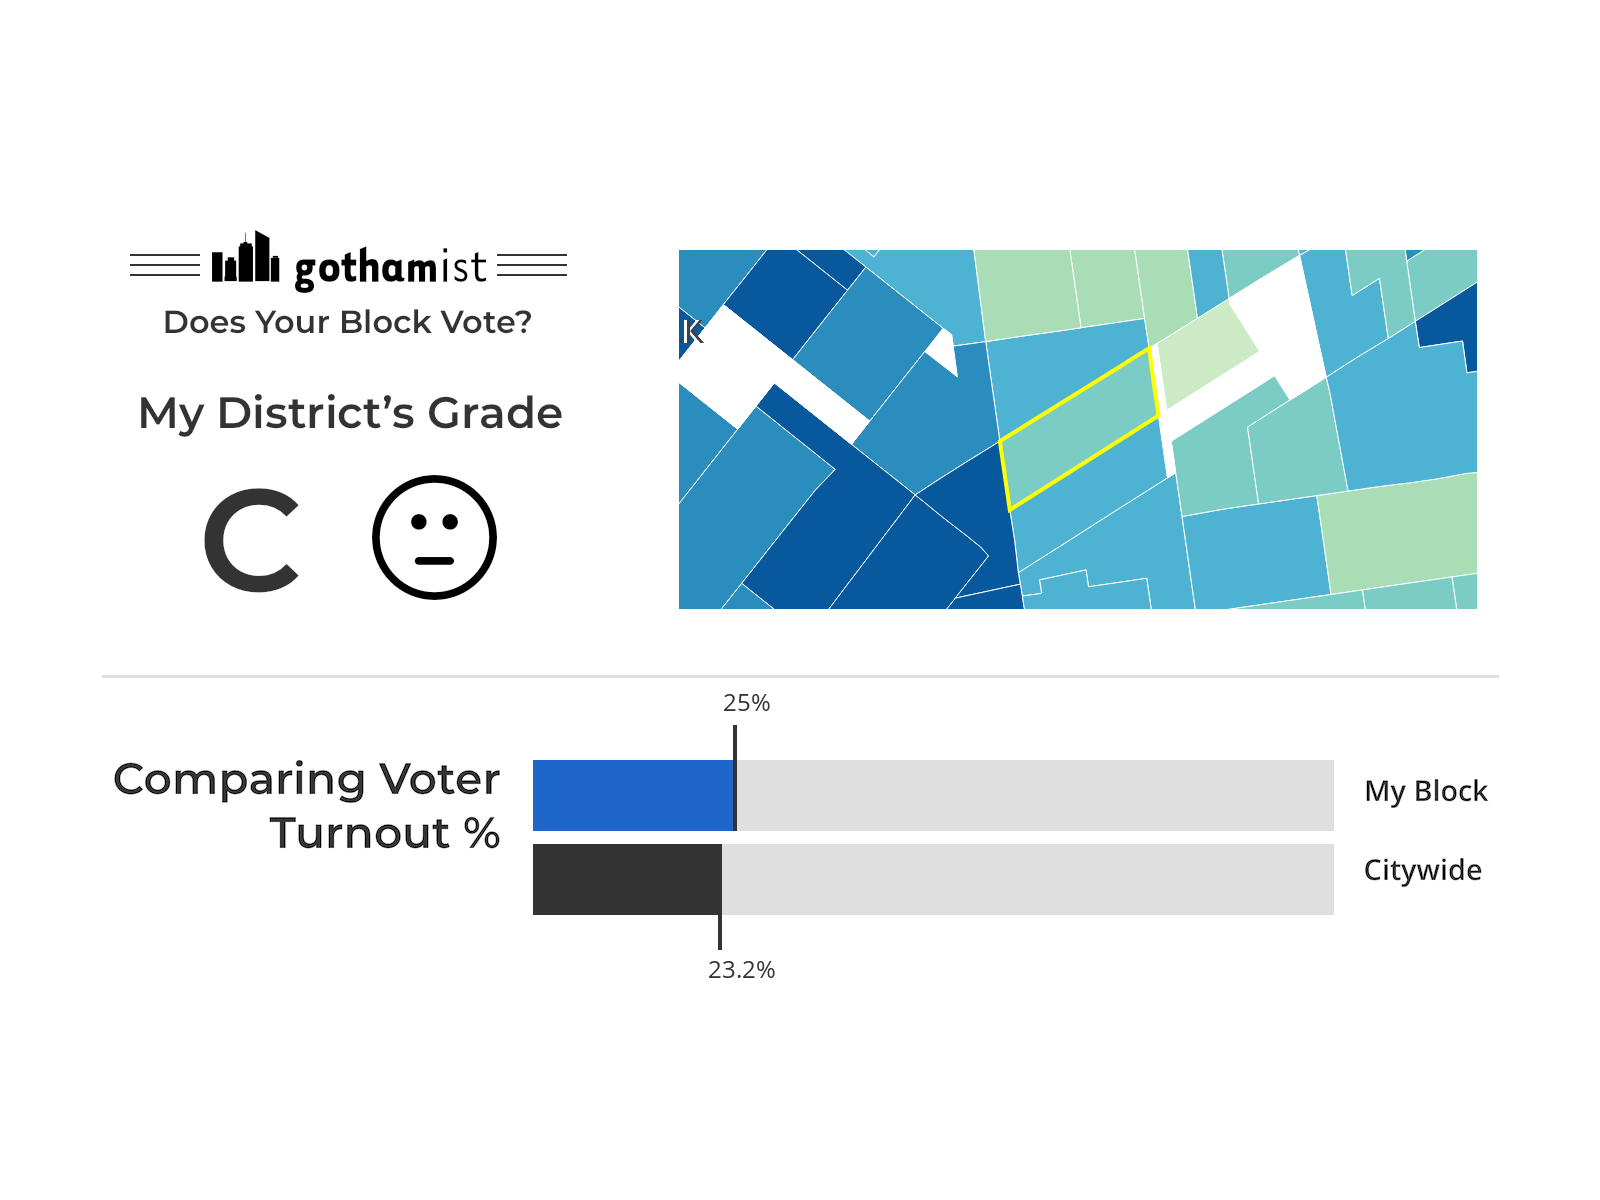 gothamist
Does Your Block Vote?
My District’s Grade
C
K
25%
Comparing Voter
Turnout %
My Block
Citywide
23.2%